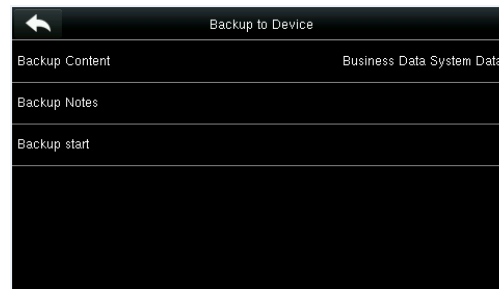 Backup to Device
Backup Content Business Data System Data
Backup Notes
Backup start